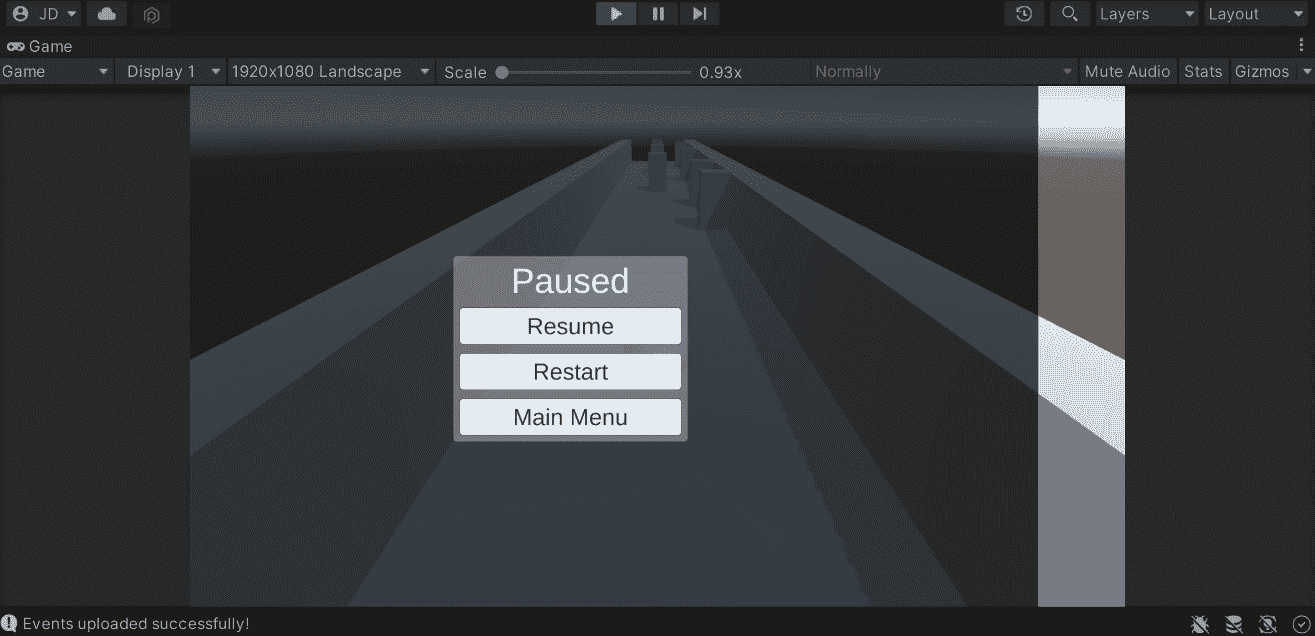 JD
Layers
Layout
Game
Game
Display 1
1920x1080 Landscape
Scale
0.93x
Normally
Mute Audio
Stats
Gizmos
Paused
Resume
Restart
Main Menu
Events uploaded successfully!